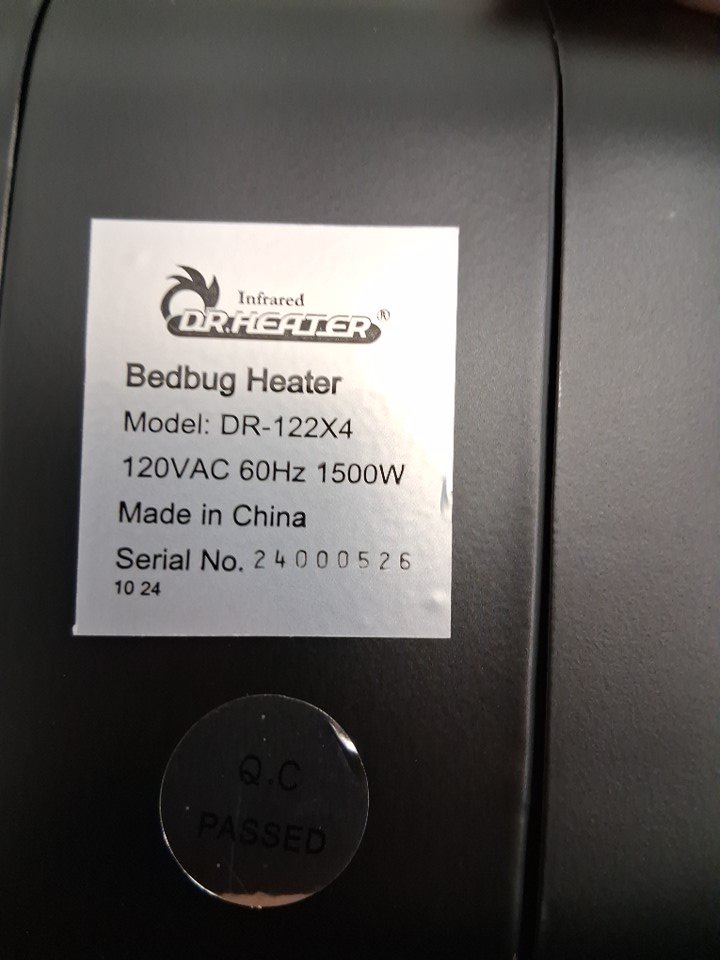 Infrared
DR.HEATER®
Bedbug Heater
Model: DR-122X4
120VAC 60Hz 1500W
Made in China
Serial No. 24000526
10 24
Q.C
PASSED